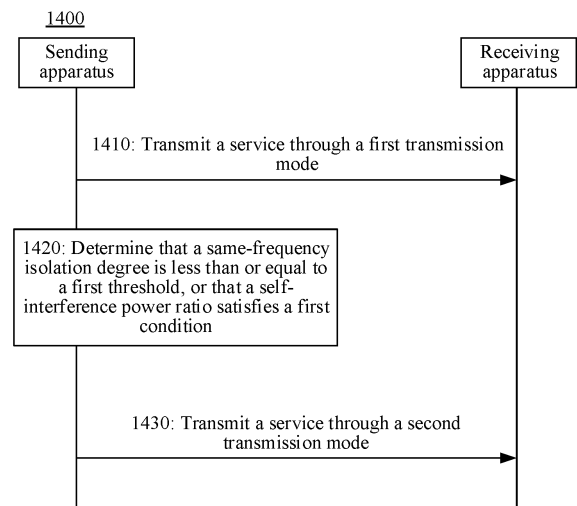 1400
Sending
apparatus
Receiving
apparatus
1410: Transmit a service through a first transmission
mode
1420: Determine that a same-frequency
isolation degree is less than or equal to
a first threshold, or that a self-
interference power ratio satisfies a first
condition
1430: Transmit a service through a second
transmission mode